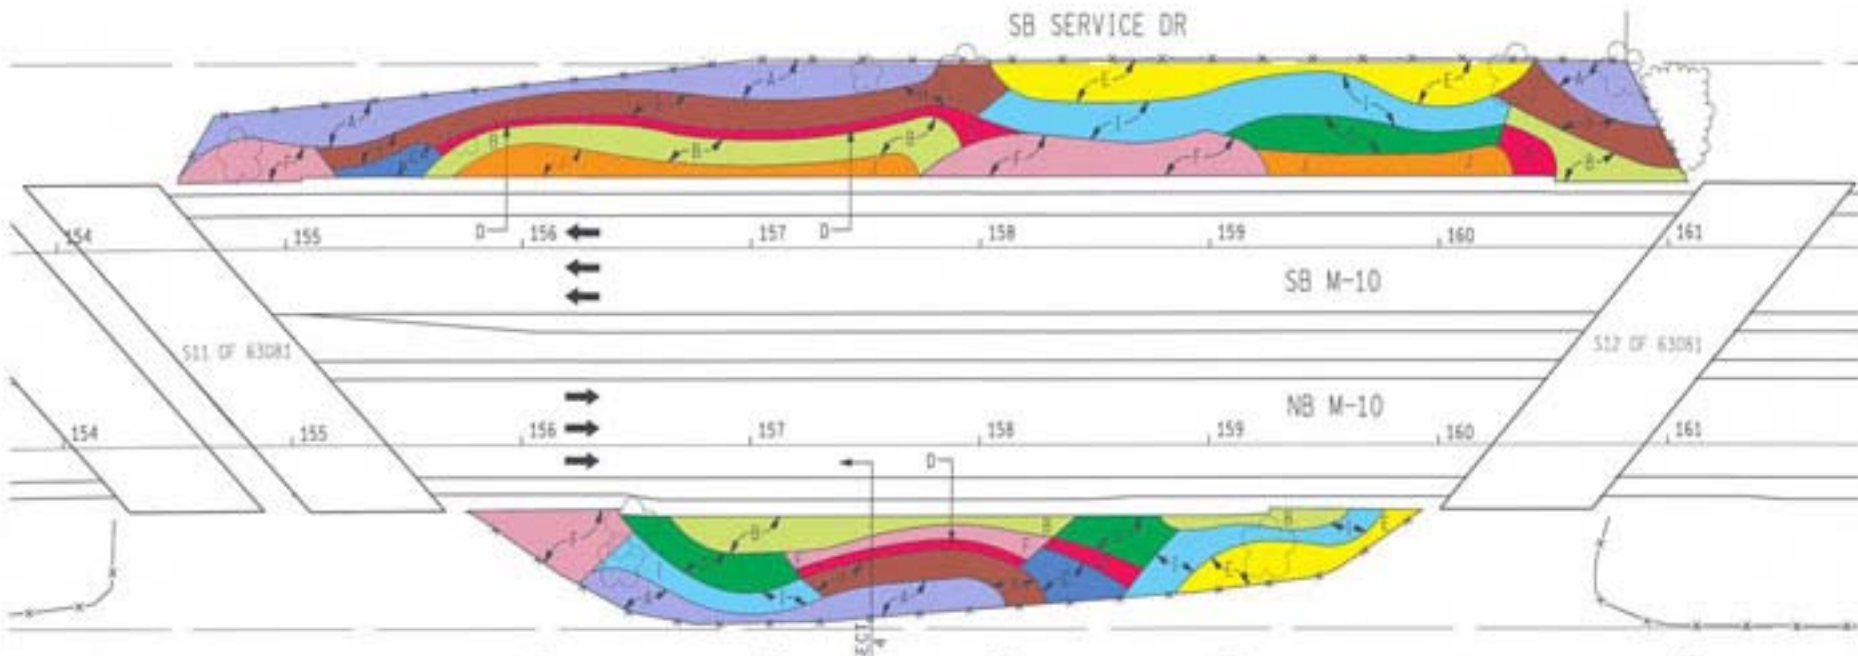 SB SERVICE DR
A
E
E
A
A
I
I
B
B
B
F
F
F
J
B
D
D
154
155
156
157
158
159
160
161
SB M-10
S11 OF 63081
S12 OF 63081
NB M-10
154
155
156
157
158
159
160
161
D
F
B
B
E
F
I
E
A
A